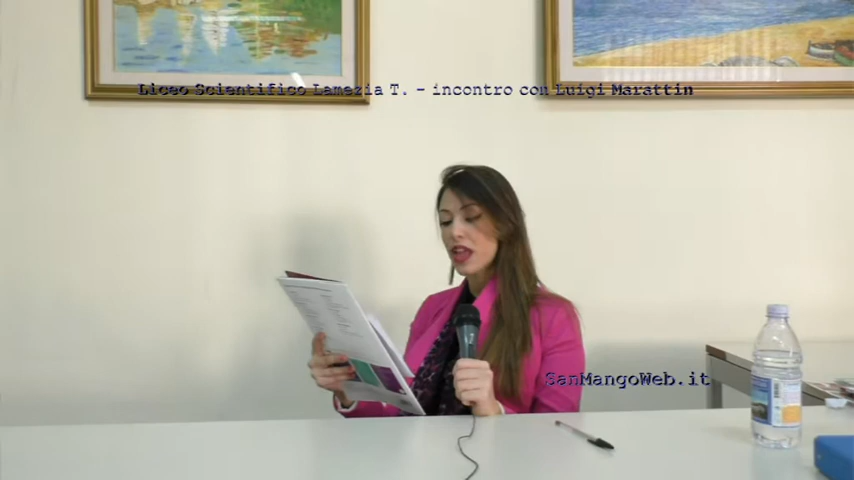 Liceo Scientifico Lamezia T. - incontro con Luigi Marattin
SanMangoWeb.it